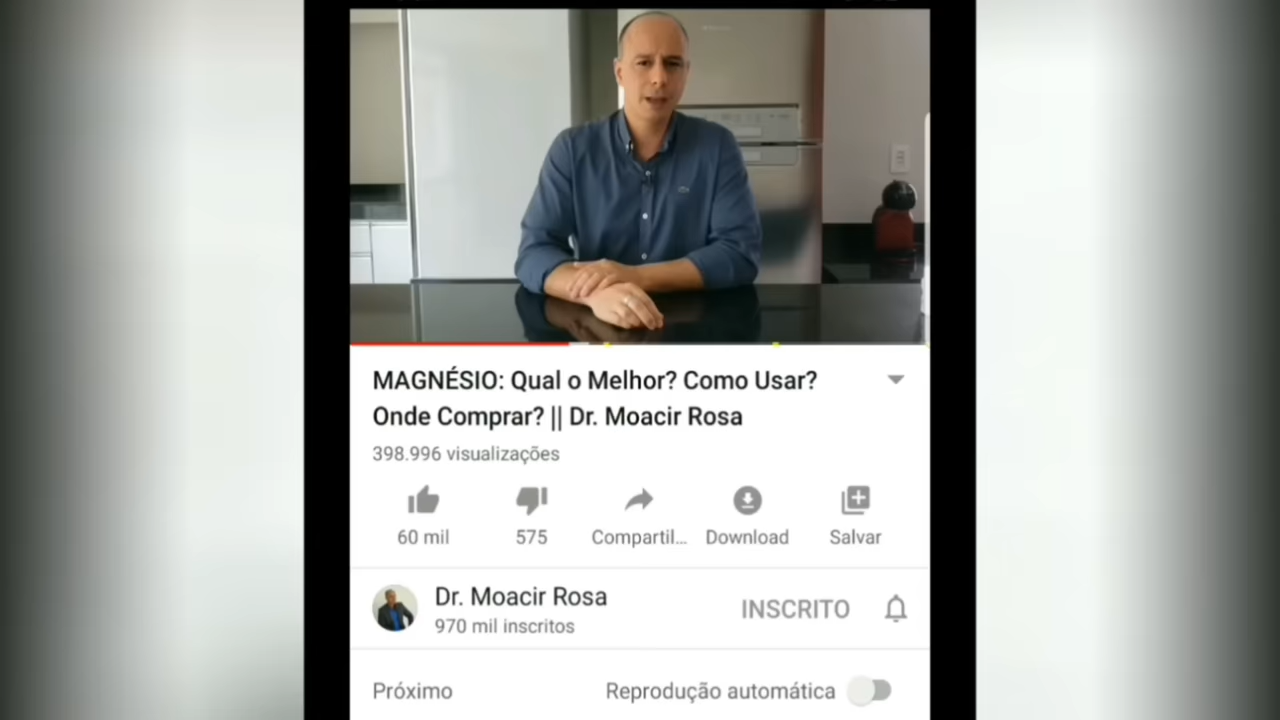 MAGNÉSIO: Qual o Melhor? Como Usar?
Onde Comprar? || Dr. Moacir Rosa
398.996 visualizações
60 mil
575
Compartil...
Download
Salvar
Dr. Moacir Rosa
970 mil inscritos
INSCRITO
Próximo
Reprodução automática